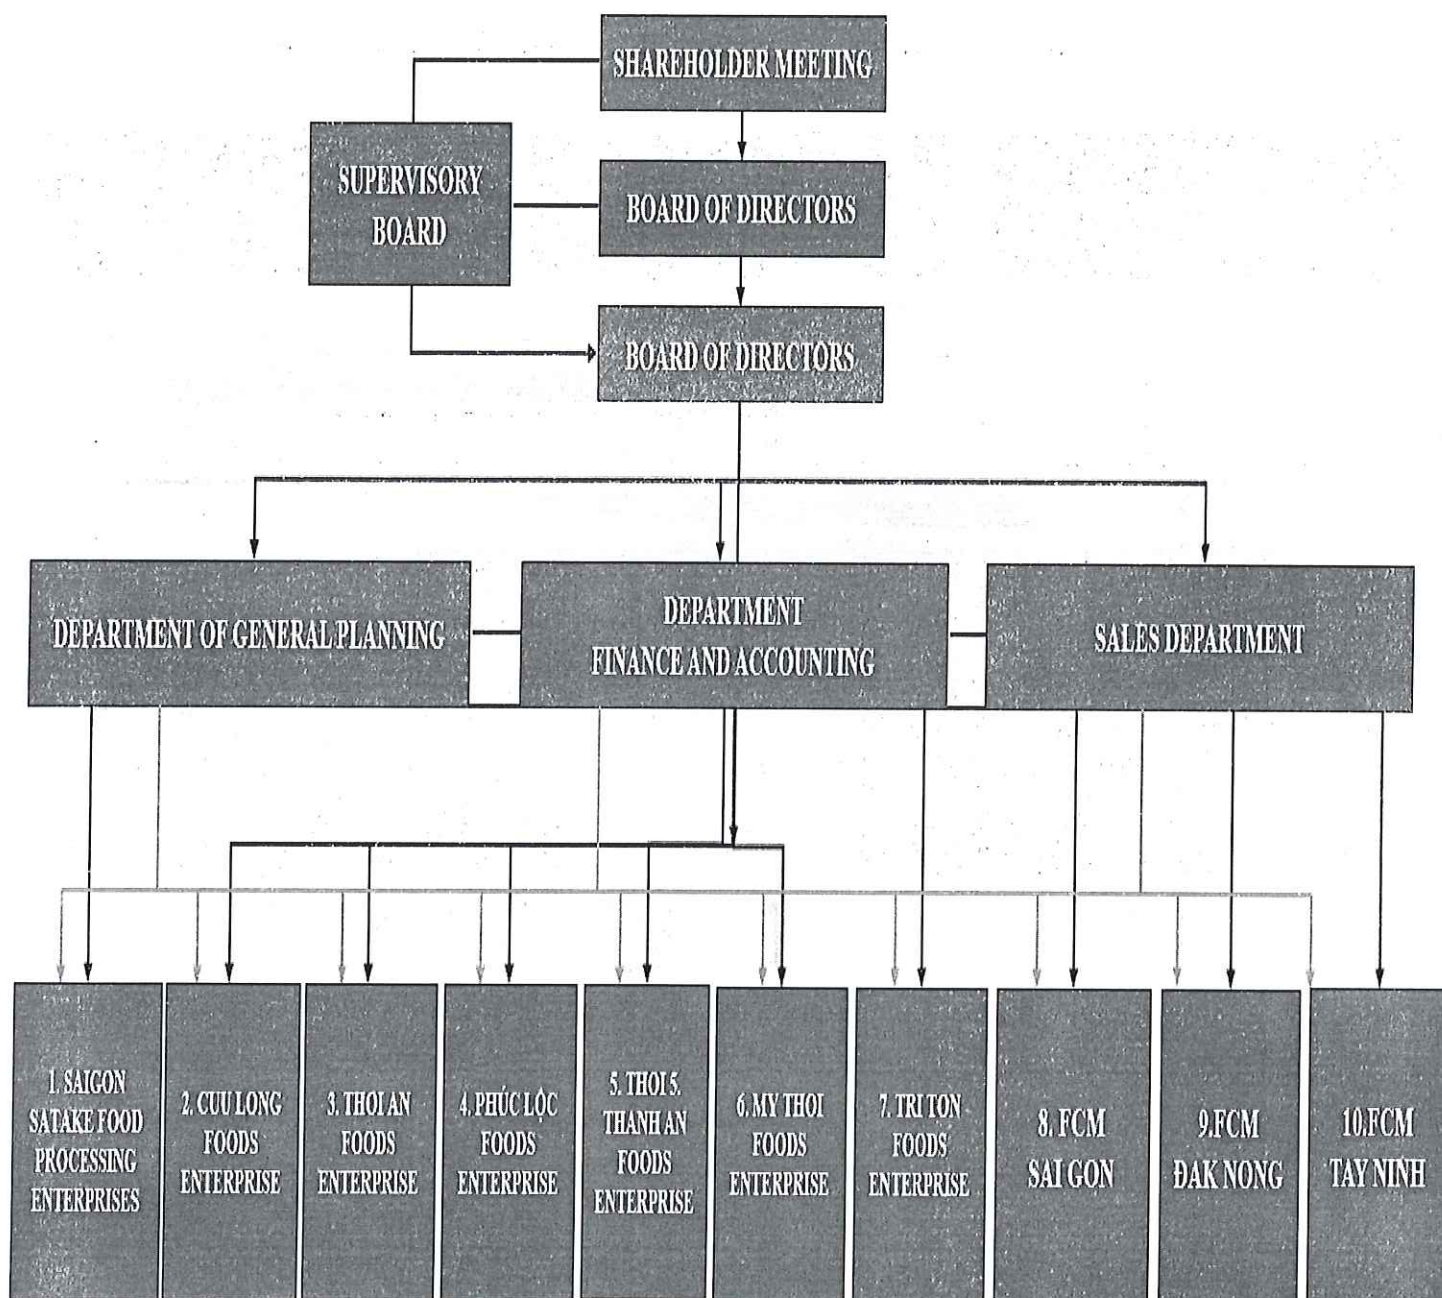 SHAREHOLDER MEETING
SUPERVISORY
BOARD
BOARD OF DIRECTORS
BOARD OF DIRECTORS
DEPARTMENT OF GENERAL PLANNING
DEPARTMENT
FINANCE AND ACCOUNTING
SALES DEPARTMENT
1. SAIGON
SATAKE FOOD
PROCESSING
ENTERPRISES
2. CUU LONG
FOODS
ENTERPRISE
3. THOI AN
FOODS
ENTERPRISE
4. PHÚC LỘC
FOODS
ENTERPRISE
5. THOI 5.
THANH AN
FOODS
ENTERPRISE
6. MY THOI
FOODS
ENTERPRISE
7. TRI TON
FOODS
ENTERPRISE
8. FCM
SAI GON
9.FCM
ĐAK NONG
10.FCM
TAY NINH